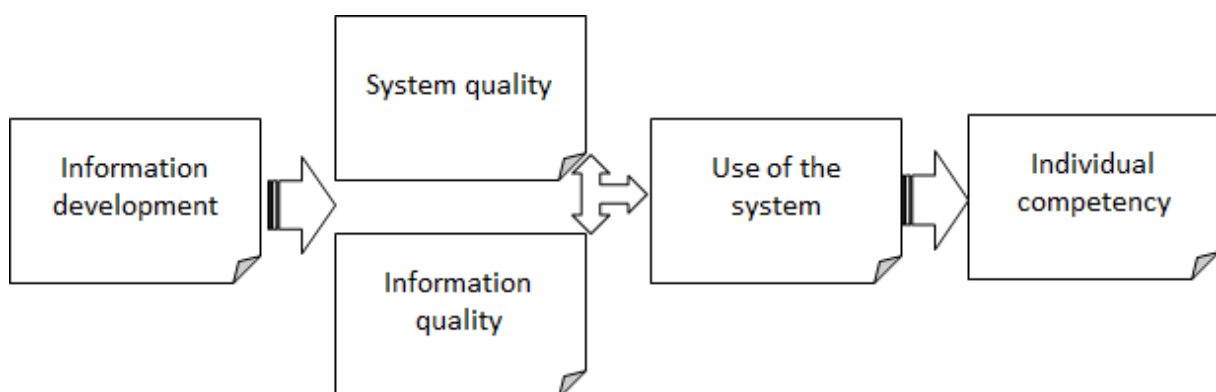 Information
development
System quality
Information
quality
Use of the
system
Individual
competency